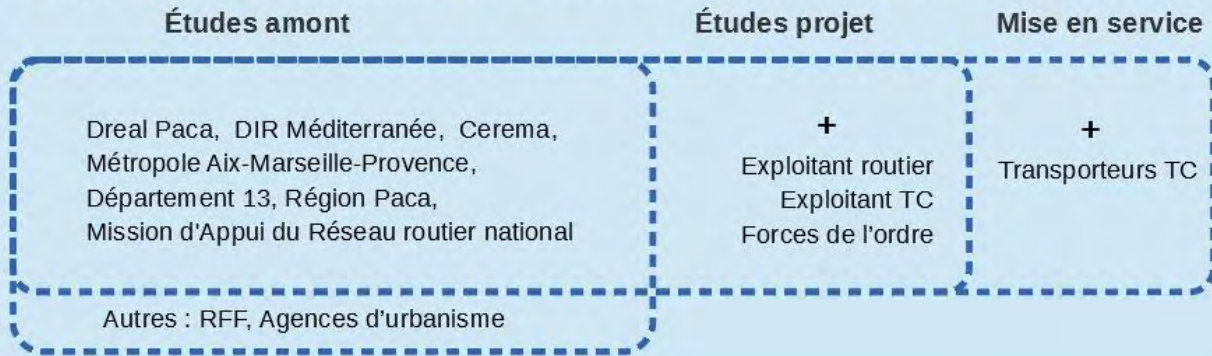 Études amont
Études projet
Mise en service
Dreal Paca, DIR Méditerranée, Cerema,
Métropole Aix-Marseille-Provence,
Département 13, Région Paca,
Mission d'Appui du Réseau routier national
+
Exploitant routier
Exploitant TC
Forces de l'ordre
+
Transporteurs TC
Autres : RFF, Agences d'urbanisme